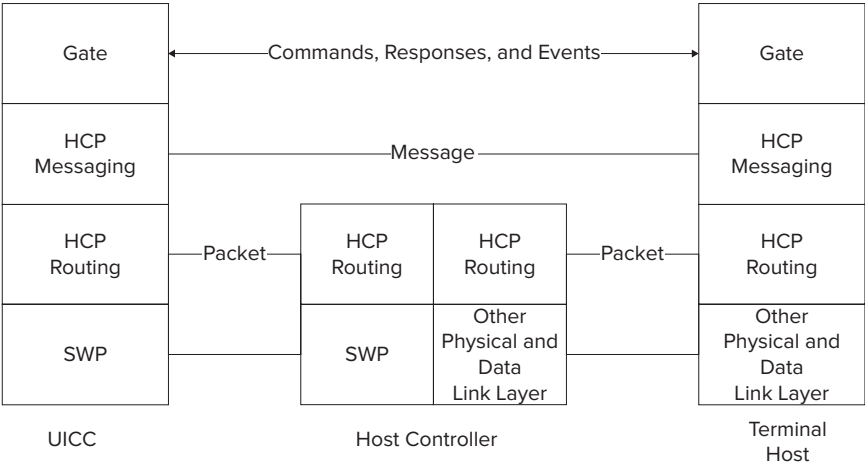 Gate
Commands, Responses, and Events
Gate
HCP
Messaging
Message
HCP
Messaging
HCP
Routing
Packet
HCP
Routing
HCP
Routing
Packet
HCP
Routing
SWP
SWP
Other
Physical and
Data
Link Layer
Other
Physical and
Data
Link Layer
UICC
Host Controller
Terminal
Host